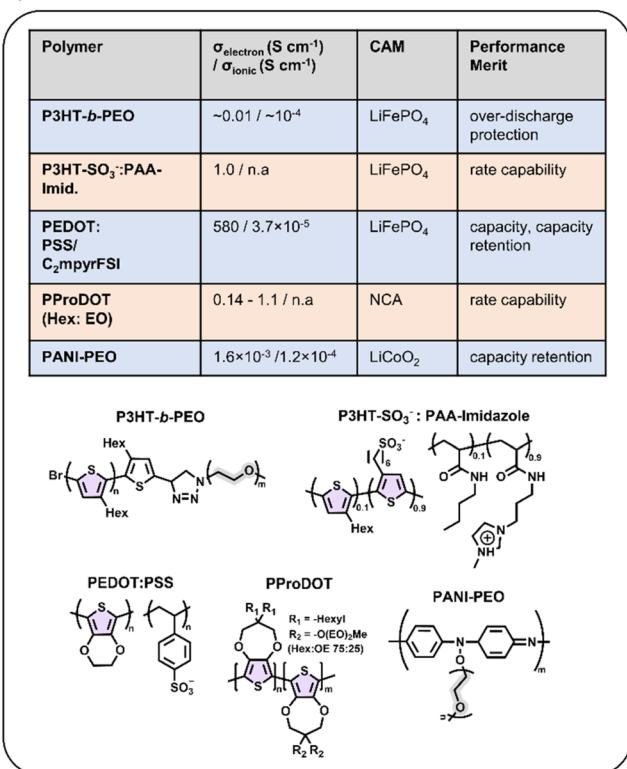 Polymer
σelectron (S cm⁻¹)
/ σionic (S cm⁻¹)
CAM
Performance
Merit
P3HT-b-PEO
~0.01 / ~10⁻⁴
LiFePO₄
over-discharge
protection
P3HT-SO₃⁻:PAA-
Imid.
1.0 / n.a
LiFePO₄
rate capability
PEDOT:
PSS/
C₂mpyrFSI
580 / 3.7×10⁻⁵
LiFePO₄
capacity, capacity
retention
PProDOT
(Hex: EO)
0.14 - 1.1 / n.a
NCA
rate capability
PANI-PEO
1.6×10⁻³ /1.2×10⁻⁴
LiCoO₂
capacity retention
P3HT-b-PEO
Hex
Br
S
n
Hex
S
N=N
N
O
m
P3HT-SO₃⁻ : PAA-Imidazole
SO₃⁻
6
S
0.1
Hex
S
0.9
0.1
0.9
O
NH
O
NH
N
+
NH
PEDOT:PSS
S
n
O
O
SO₃⁻
PProDOT
R₁
R₁
R₁ = -Hexyl
R₂ = -O(EO)₂Me
(Hex:OE 75:25)
O
O
S
n
S
m
O
O
R₂
R₂
PANI-PEO
N
N
m
O
O